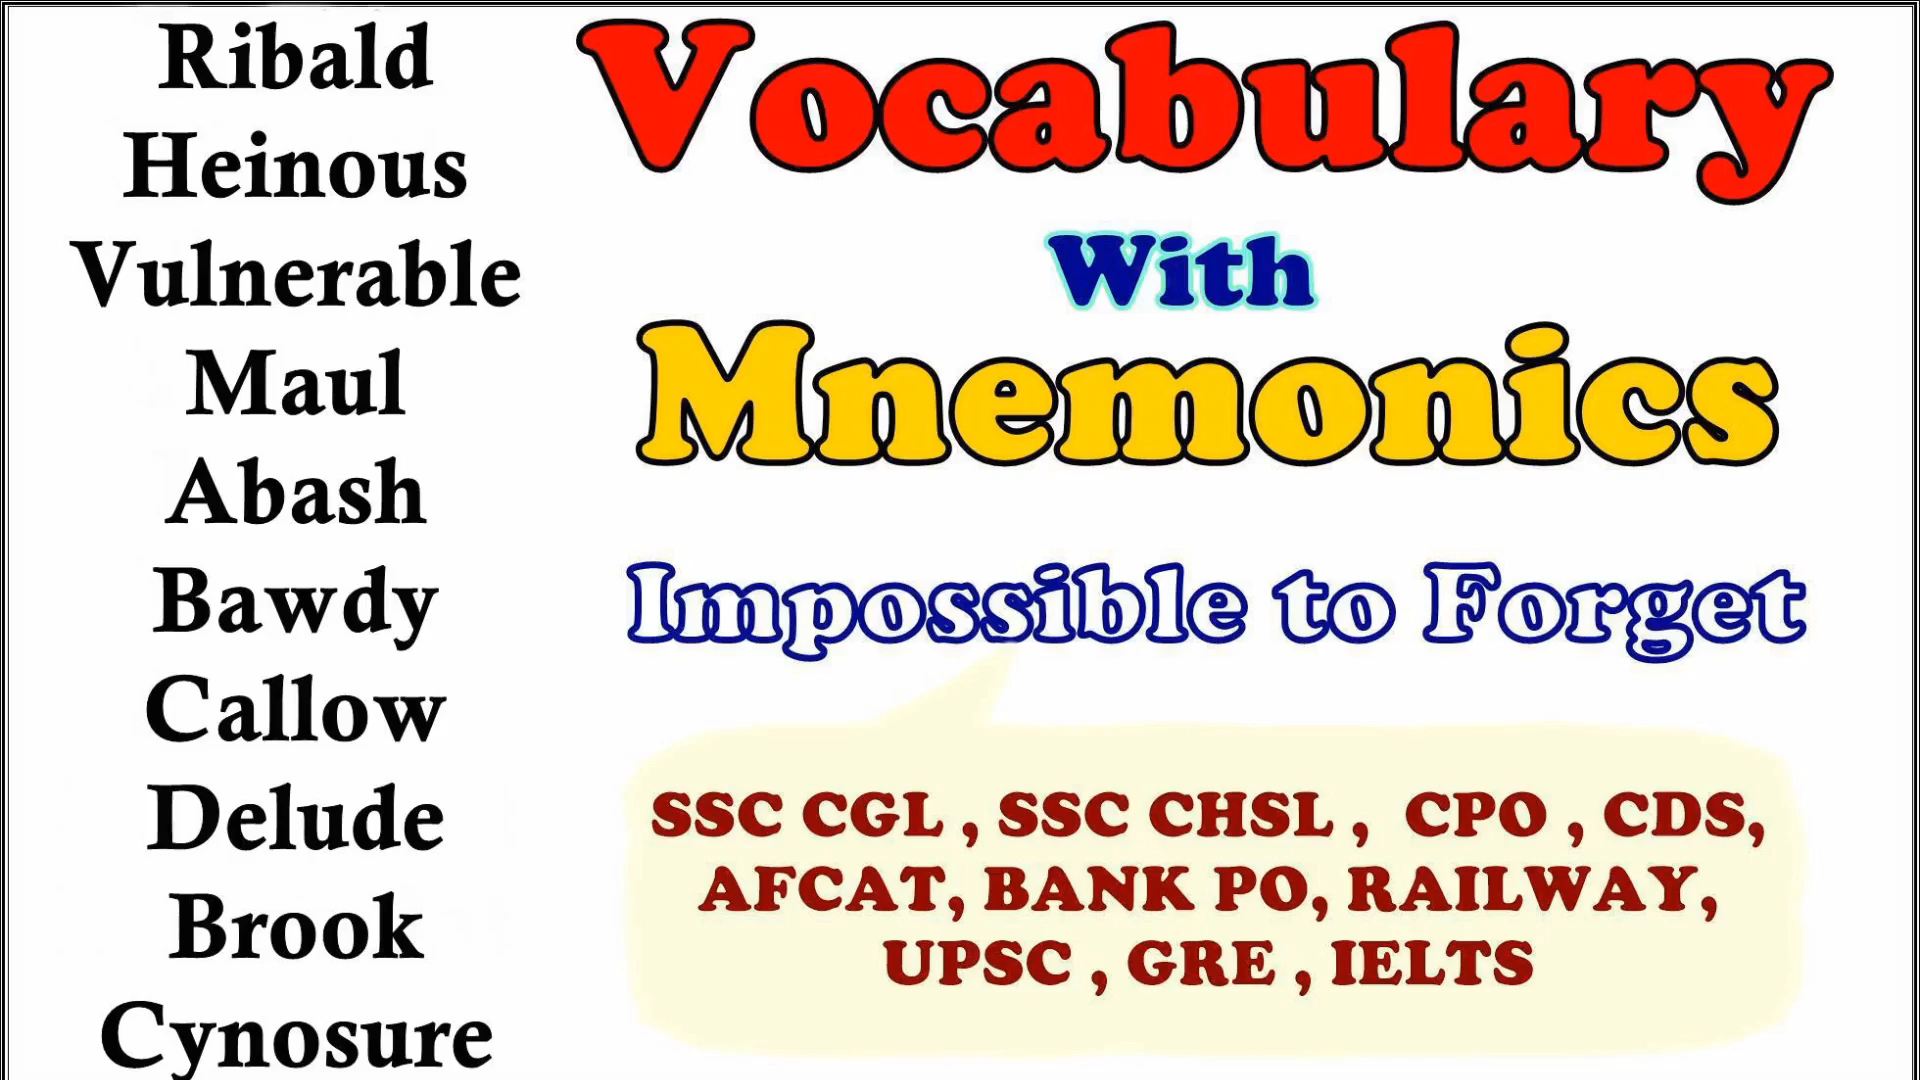 Ribald
Heinous
Vulnerable
Maul
Abash
Bawdy
Callow
Delude
Brook
Cynosure
Vocabulary
With
Mnemonics
Impossible to Forget
SSC CGL , SSC CHSL , CPO , CDS,
AFCAT, BANK PO, RAILWAY,
UPSC , GRE , IELTS